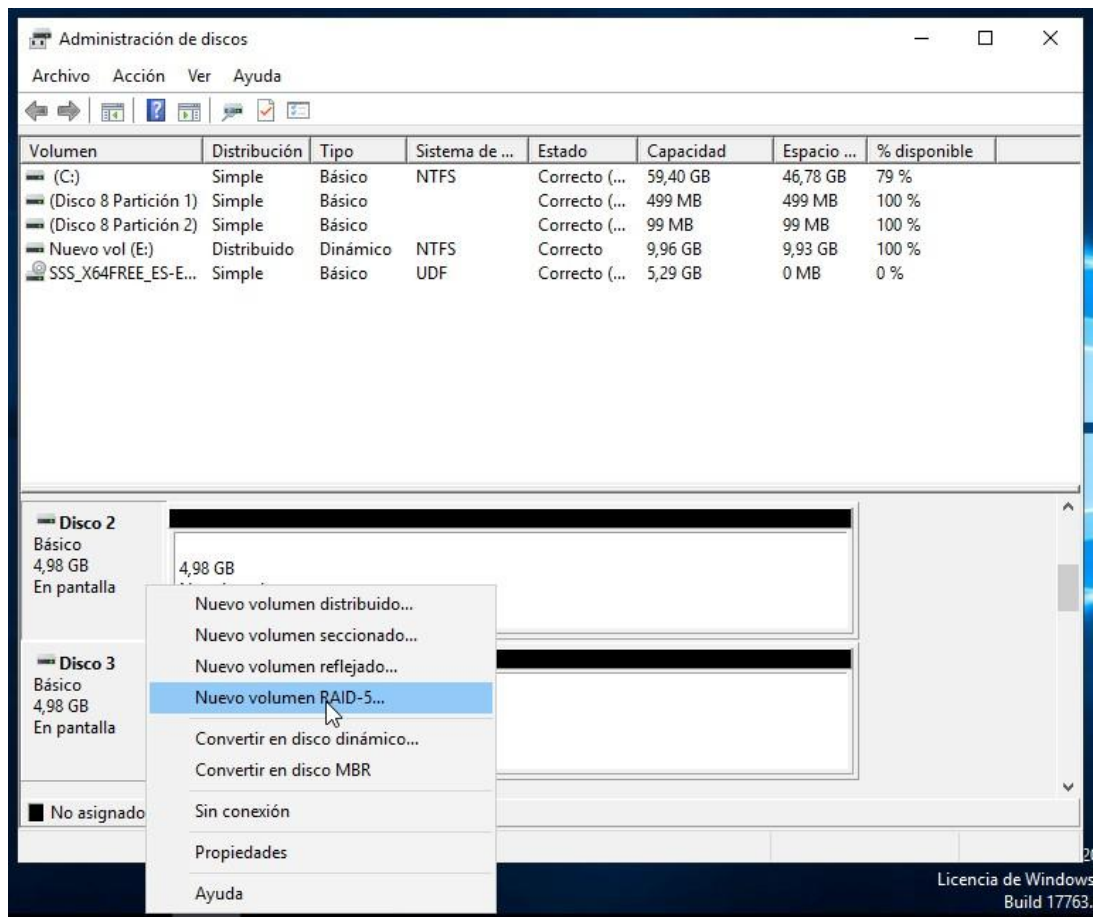 Administración de discos
Archivo Acción Ver Ayuda
Volumen Distribución Tipo Sistema de ... Estado Capacidad Espacio ... % disponible
(C:) Simple Básico NTFS Correcto (... 59,40 GB 46,78 GB 79 %
(Disco 8 Partición 1) Simple Básico Correcto (... 499 MB 499 MB 100 %
(Disco 8 Partición 2) Simple Básico Correcto (... 99 MB 99 MB 100 %
Nuevo vol (E:) Distribuido Dinámico NTFS Correcto 9,96 GB 9,93 GB 100 %
SSS_X64FREE_ES-E... Simple Básico UDF Correcto (... 5,29 GB 0 MB 0 %
Disco 2
Básico
4,98 GB
En pantalla
4,98 GB
Disco 3
Básico
4,98 GB
En pantalla
No asignado
Nuevo volumen distribuido...
Nuevo volumen seccionado...
Nuevo volumen reflejado...
Nuevo volumen RAID-5...
Convertir en disco dinámico...
Convertir en disco MBR
Sin conexión
Propiedades
Ayuda
Licencia de Windows
Build 17763.